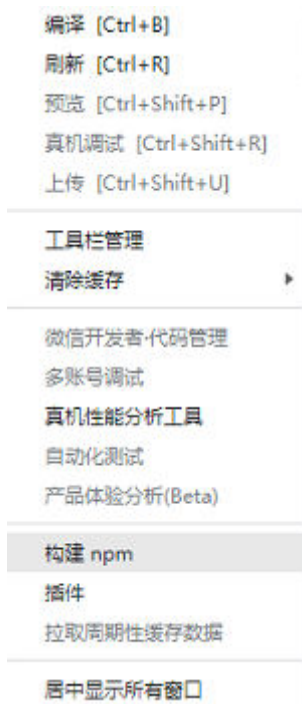 编译 [Ctrl+B]
刷新 [Ctrl+R]
预览 [Ctrl+Shift+P]
真机调试 [Ctrl+Shift+R]
上传 [Ctrl+Shift+U]
工具栏管理
清除缓存
微信开发者·代码管理
多账号调试
真机性能分析工具
自动化测试
产品体验分析(Beta)
构建 npm
插件
拉取周期性缓存数据
居中显示所有窗口